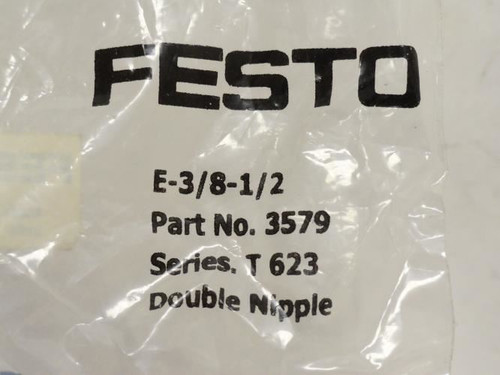 FESTO
E-3/8-1/2
Part No. 3579
Series. T 623
Double Nipple